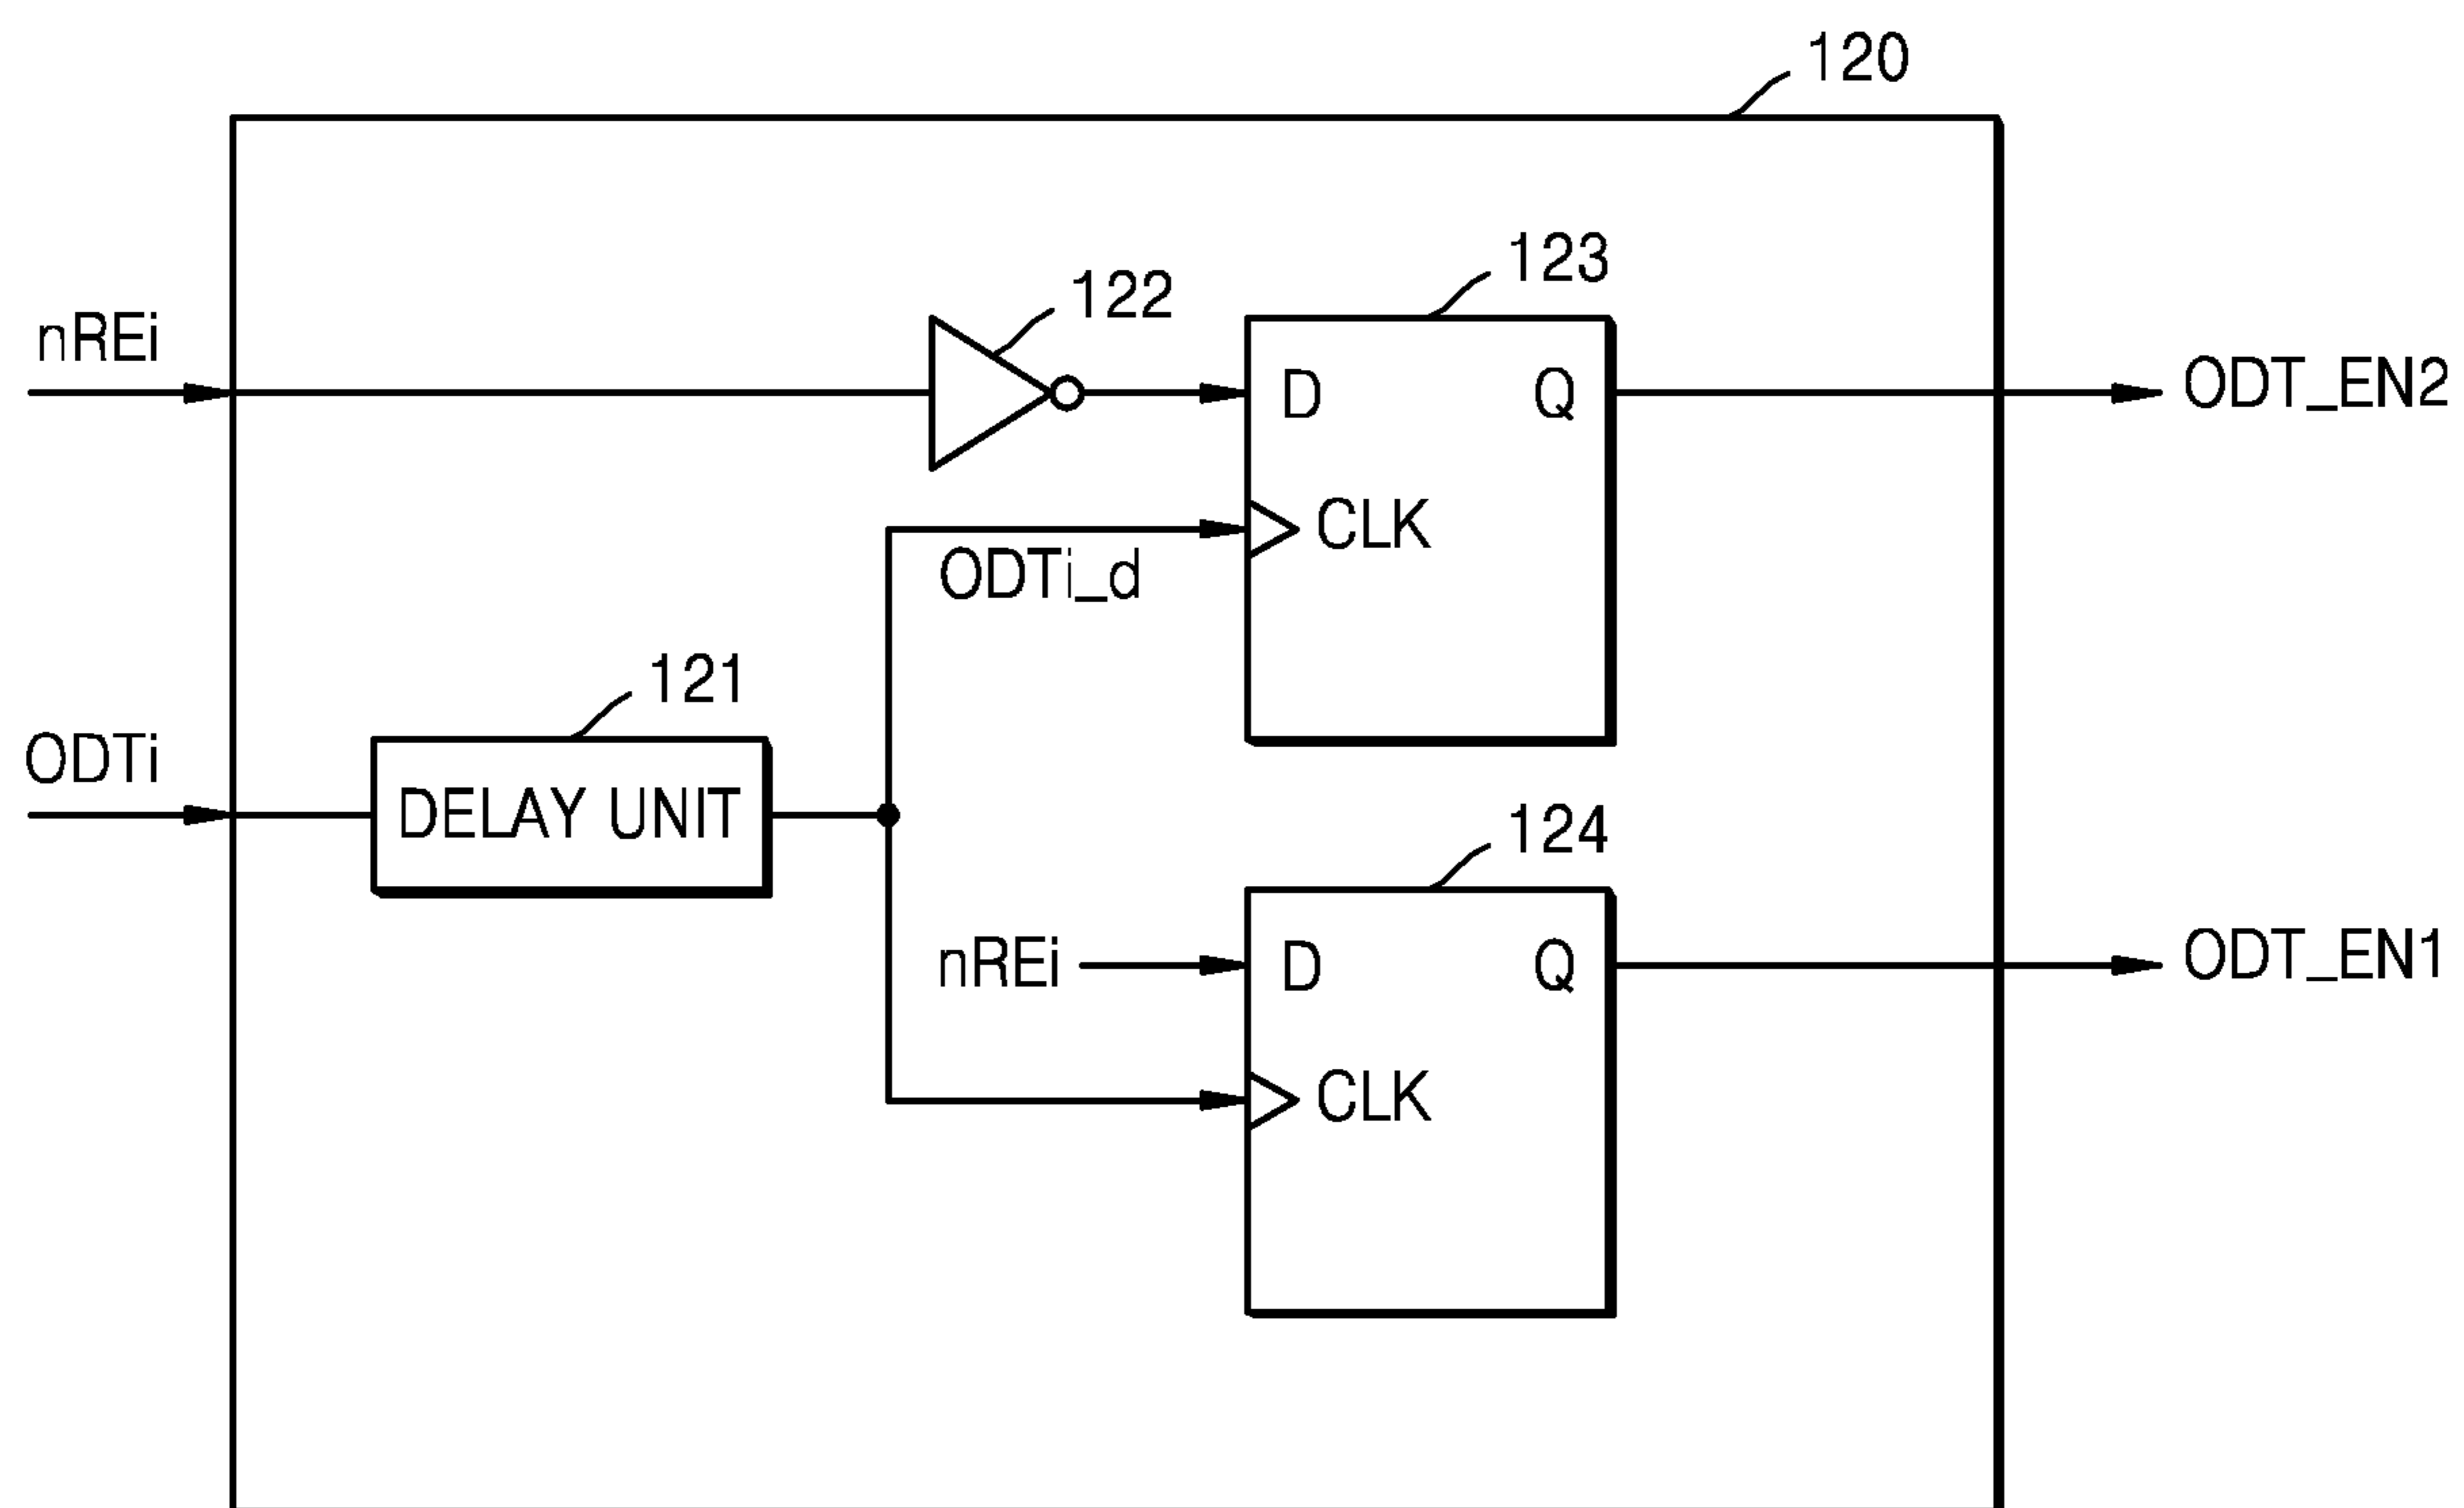 120
123
122
nREi
D
Q
ODT_EN2
CLK
ODTi_d
121
ODTi
DELAY UNIT
124
nREi
D
Q
ODT_EN1
CLK